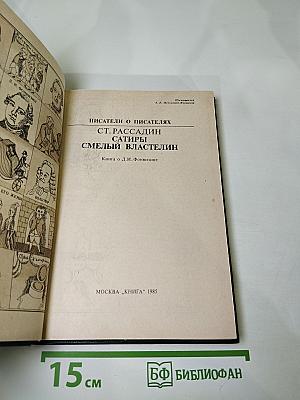 ПИСАТЕЛИ О ПИСАТЕЛЯХ
СТ. РАССАДИН
САТИРЫ
СМЕЛЫЙ ВЛАСТЕЛИН
Книга о Д. И. Фонвизине
МОСКВА „КНИГА" 1985
15 см
БФ БИБЛИОФАН